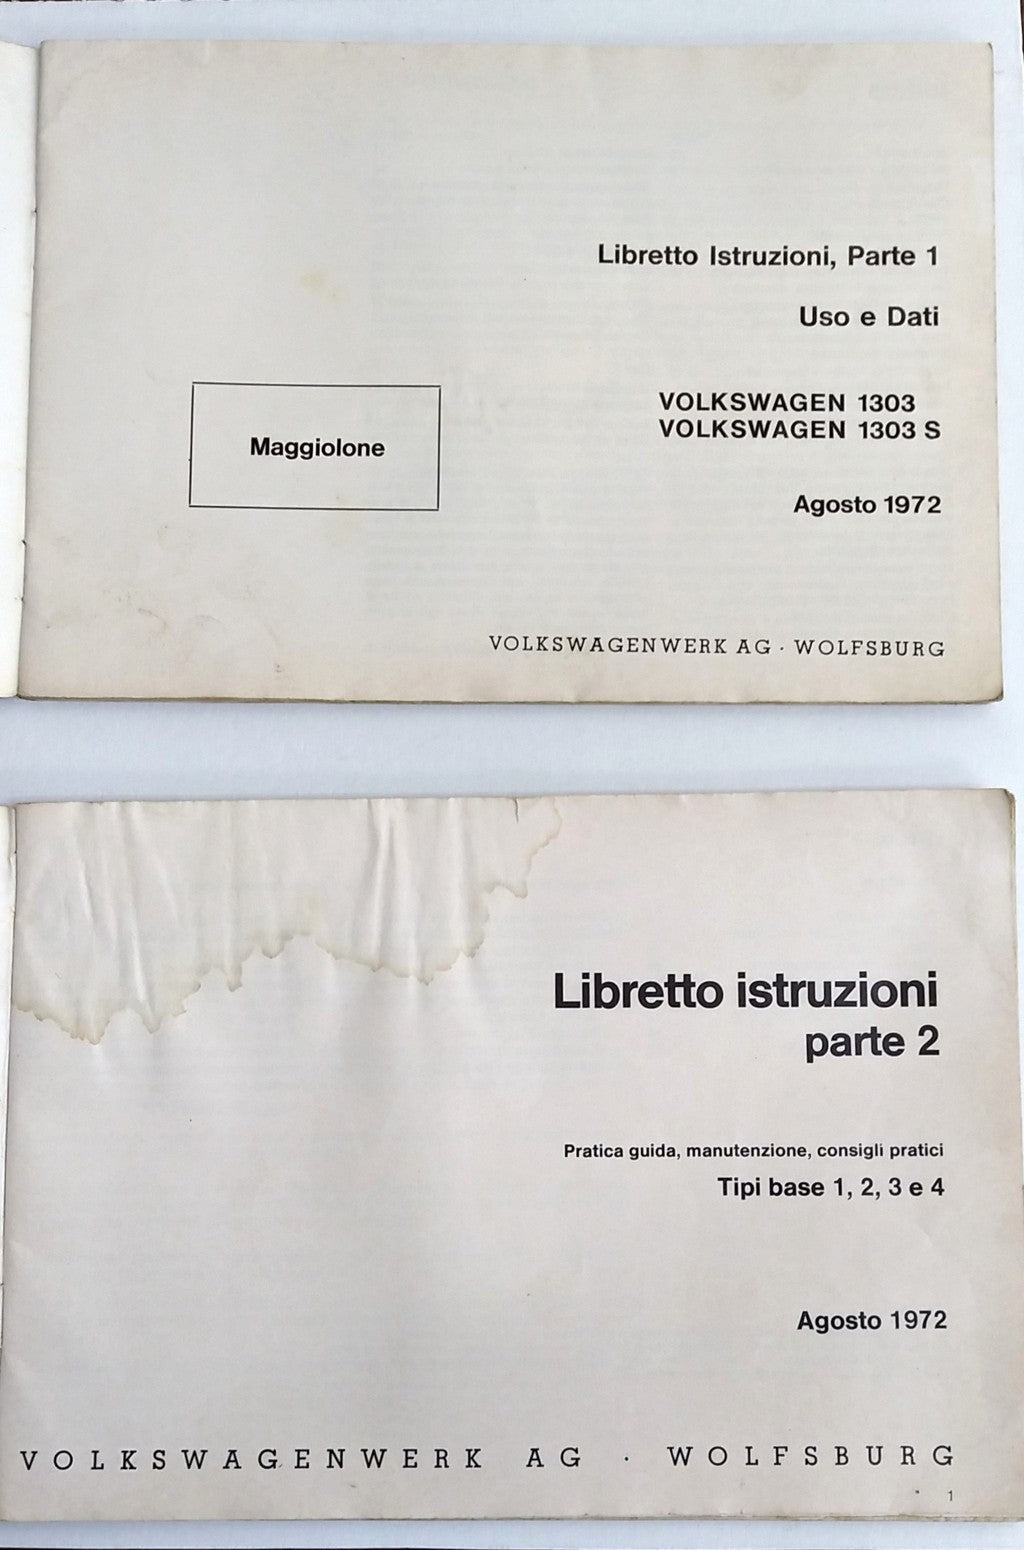 Libretto Istruzioni, Parte 1
Uso e Dati
VOLKSWAGEN 1303
VOLKSWAGEN 1303 S
Maggiolone
Agosto 1972
VOLKSWAGENWERK AG · WOLFSBURG
Libretto istruzioni
parte 2
Pratica guida, manutenzione, consigli pratici
Tipi base 1, 2, 3 e 4
Agosto 1972
VOLKSWAGENWERK AG · WOLFSBURG
1